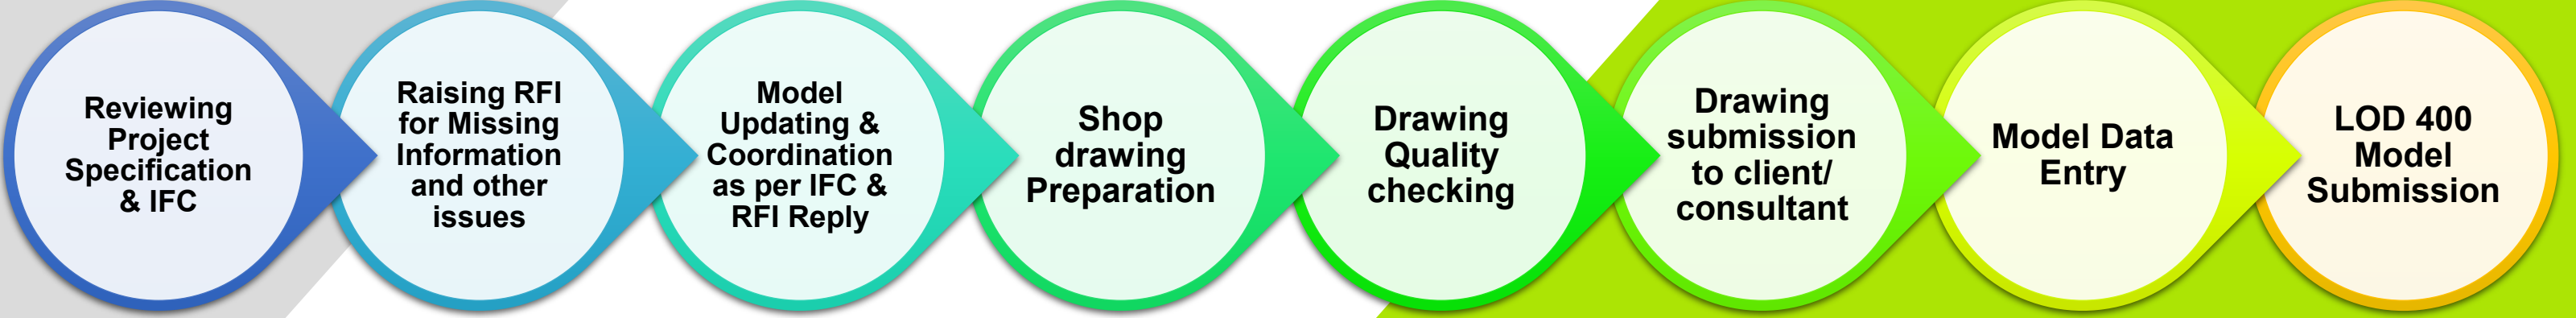 Reviewing
Project
Specification
& IFC
Raising RFI
for Missing
Information
and other
issues
Model
Updating &
Coordination
as per IFC &
RFI Reply
Shop
drawing
Preparation
Drawing
Quality
checking
Drawing
submission
to client/
consultant
Model Data
Entry
LOD 400
Model
Submission